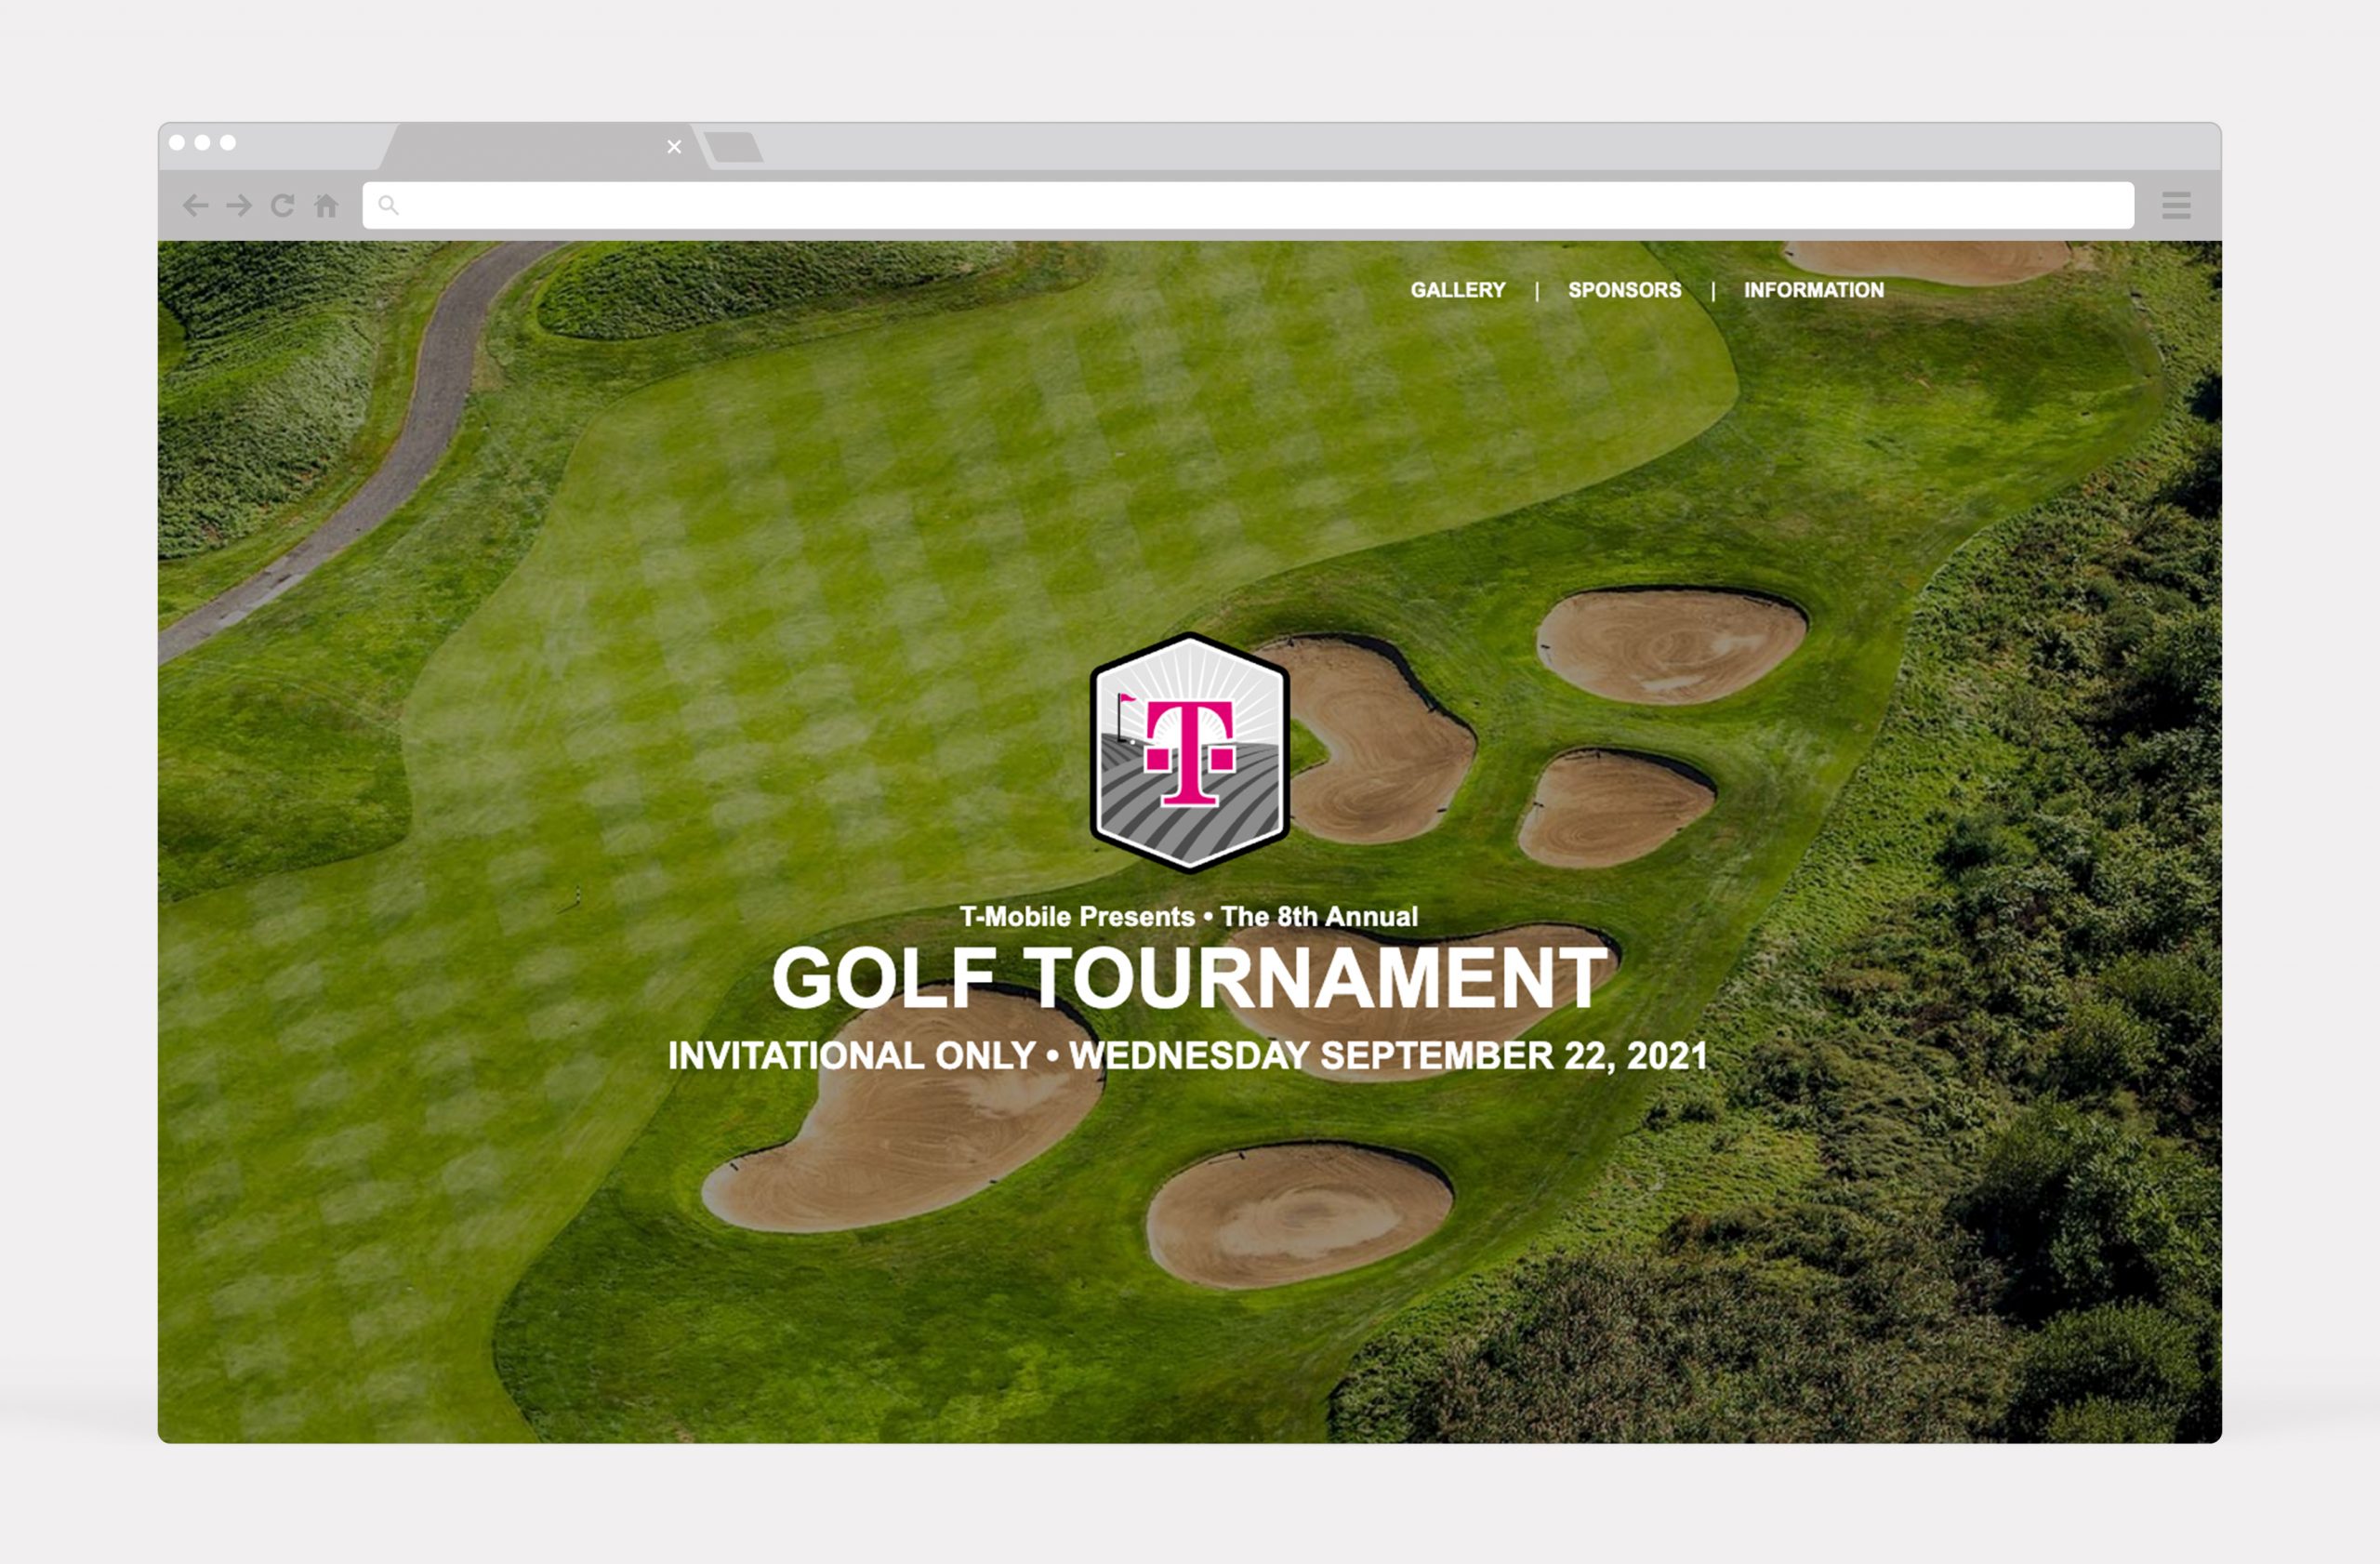 GALLERY | SPONSORS | INFORMATION
T
T-Mobile Presents • The 8th Annual
GOLF TOURNAMENT
INVITATIONAL ONLY • WEDNESDAY SEPTEMBER 22, 2021